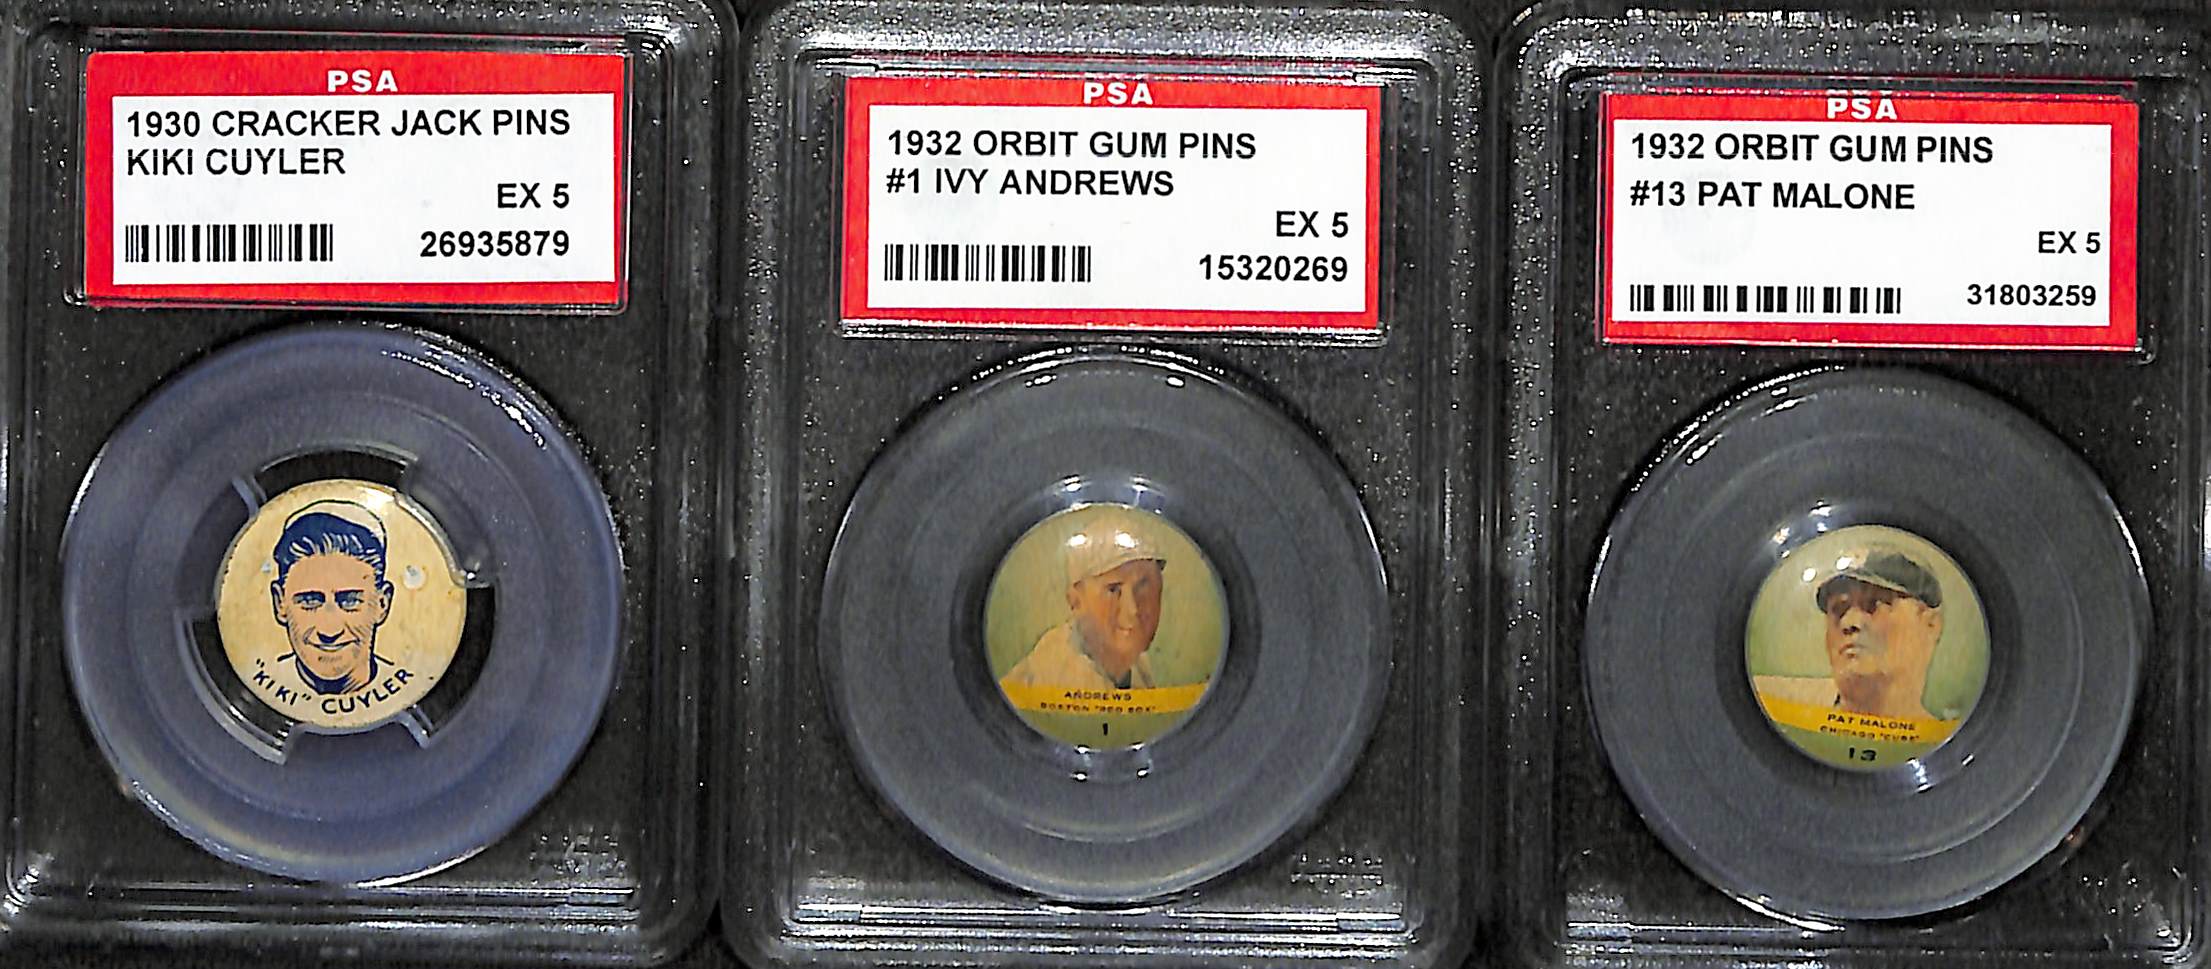 PSA
1930 CRACKER JACK PINS
KIKI CUYLER
EX 5
26935879
"KIKI" CUYLER
PSA
1932 ORBIT GUM PINS
#1 IVY ANDREWS
EX 5
15320269
ANDREWS
BOSTON "RED SOX"
1
PSA
1932 ORBIT GUM PINS
#13 PAT MALONE
EX 5
31803259
PAT MALONE
CHICAGO "CUBS"
13